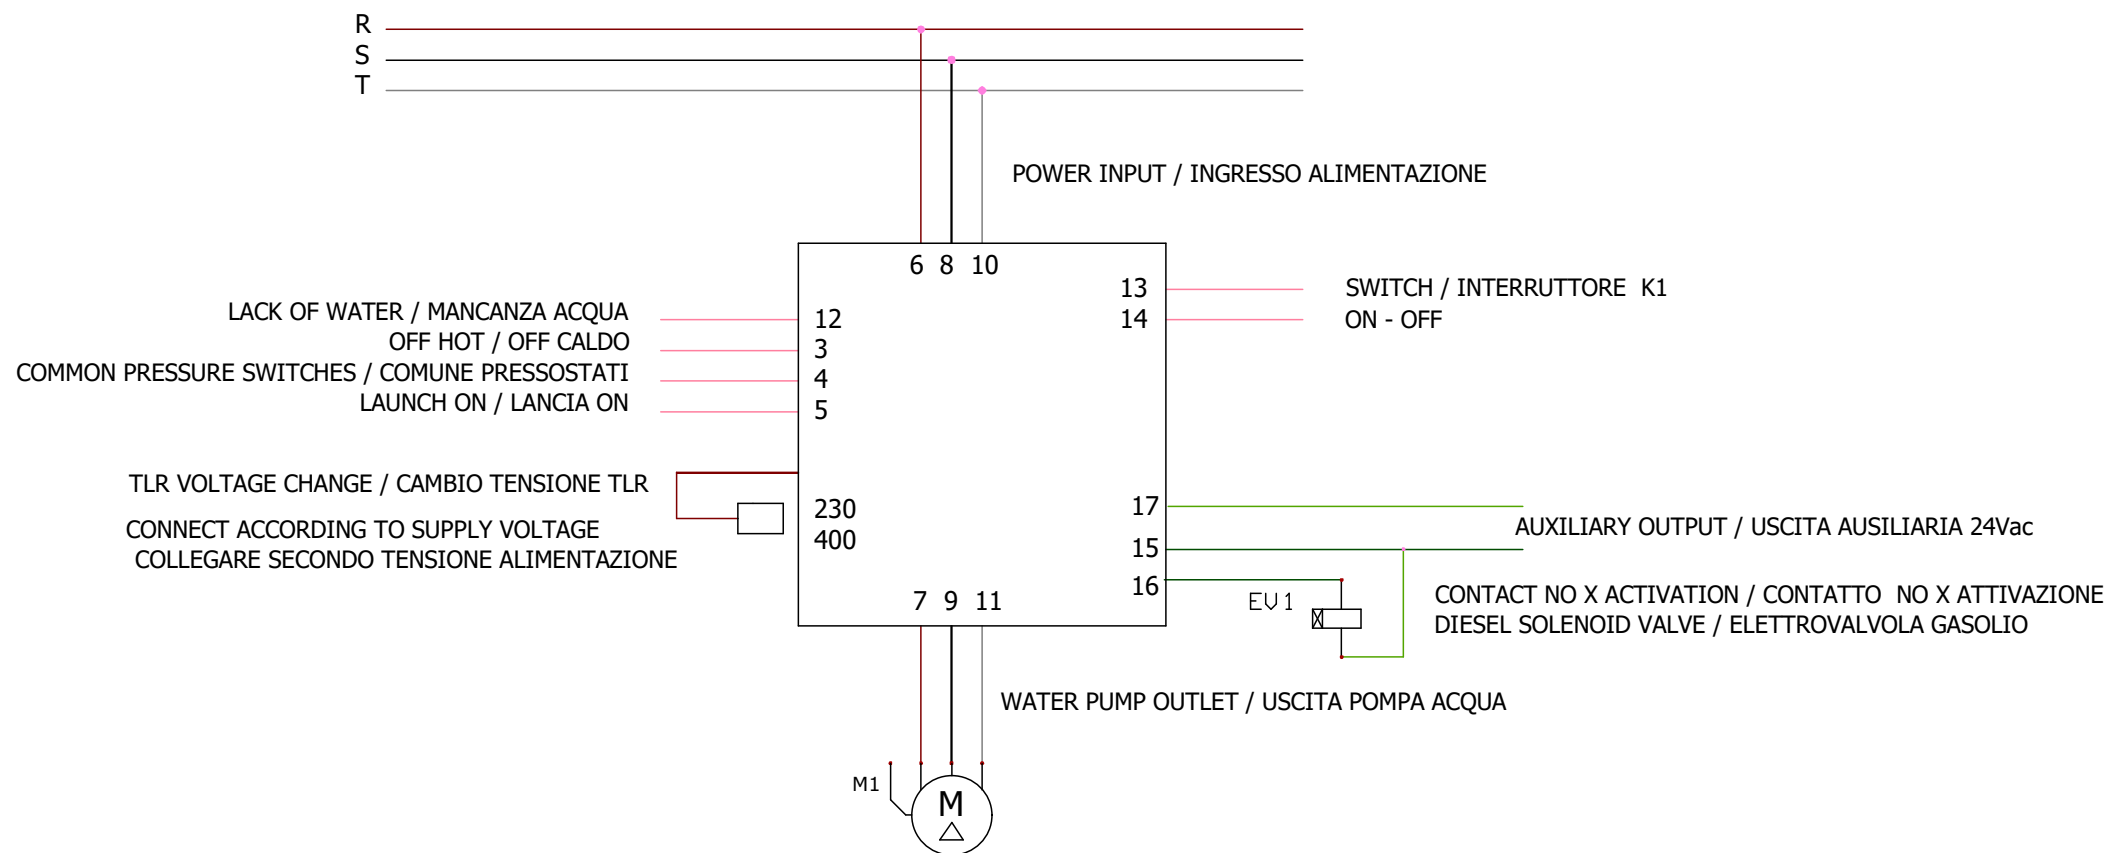 R
S
T
POWER INPUT / INGRESSO ALIMENTAZIONE
6 8 10
13
SWITCH / INTERRUTTORE K1
14
ON - OFF
LACK OF WATER / MANCANZA ACQUA
12
OFF HOT / OFF CALDO
3
COMMON PRESSURE SWITCHES / COMUNE PRESSOSTATI
4
LAUNCH ON / LANCIA ON
5
TLR VOLTAGE CHANGE / CAMBIO TENSIONE TLR
CONNECT ACCORDING TO SUPPLY VOLTAGE
COLLEGARE SECONDO TENSIONE ALIMENTAZIONE
230
400
17
AUXILIARY OUTPUT / USCITA AUSILIARIA 24Vac
15
16
EV1
CONTACT NO X ACTIVATION / CONTATTO NO X ATTIVAZIONE
DIESEL SOLENOID VALVE / ELETTROVALVOLA GASOLIO
7 9 11
WATER PUMP OUTLET / USCITA POMPA ACQUA
M1
M